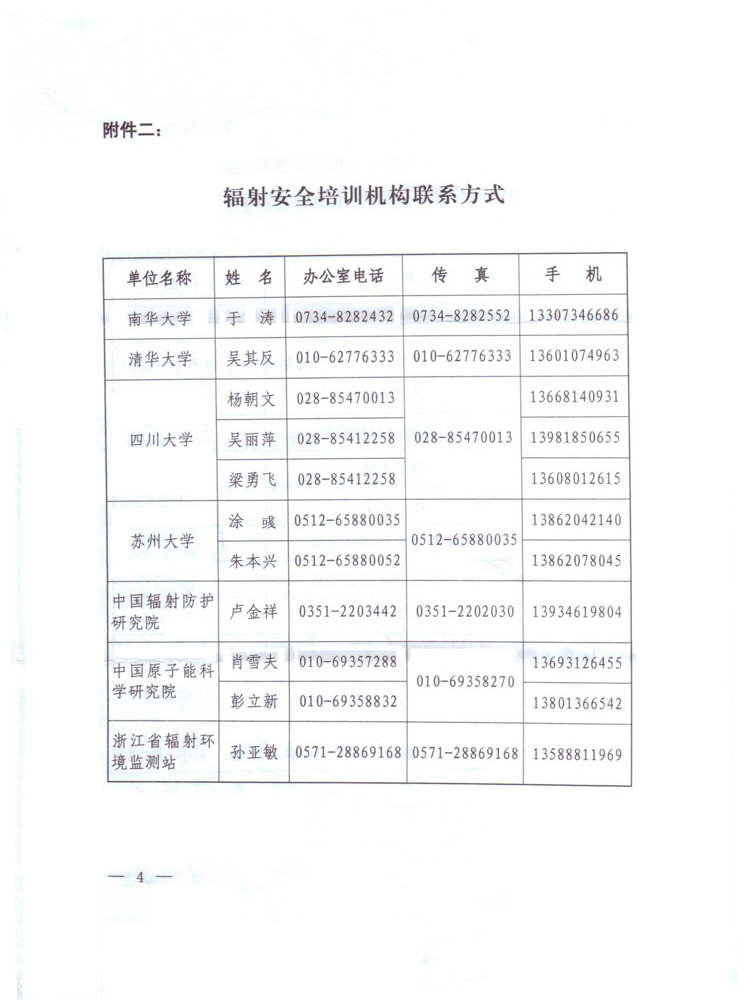 附件二：
辐射安全培训机构联系方式
单位名称 姓 名 办公室电话 传 真 手 机
南华大学 于 涛 0734-8282432 0734-8282552 13307346686
清华大学 吴其反 010-62776333 010-62776333 13601074963
杨朝文 028-85470013 13668140931
四川大学 吴丽萍 028-85412258 028-85470013 13981850655
梁勇飞 028-85412258 13608012615
涂 彧 0512-65880035 13862042140
苏州大学 0512-65880035
朱本兴 0512-65880052 13862078045
中国辐射防护
研究院 卢金祥 0351-2203442 0351-2202030 13934619804
肖雪夫 010-69357288 13693126455
中国原子能科
学研究院 010-69358270
彭立新 010-69358832 13801366542
浙江省辐射环
境监测站 孙亚敏 0571-28869168 0571-28869168 13588811969
— 4 —